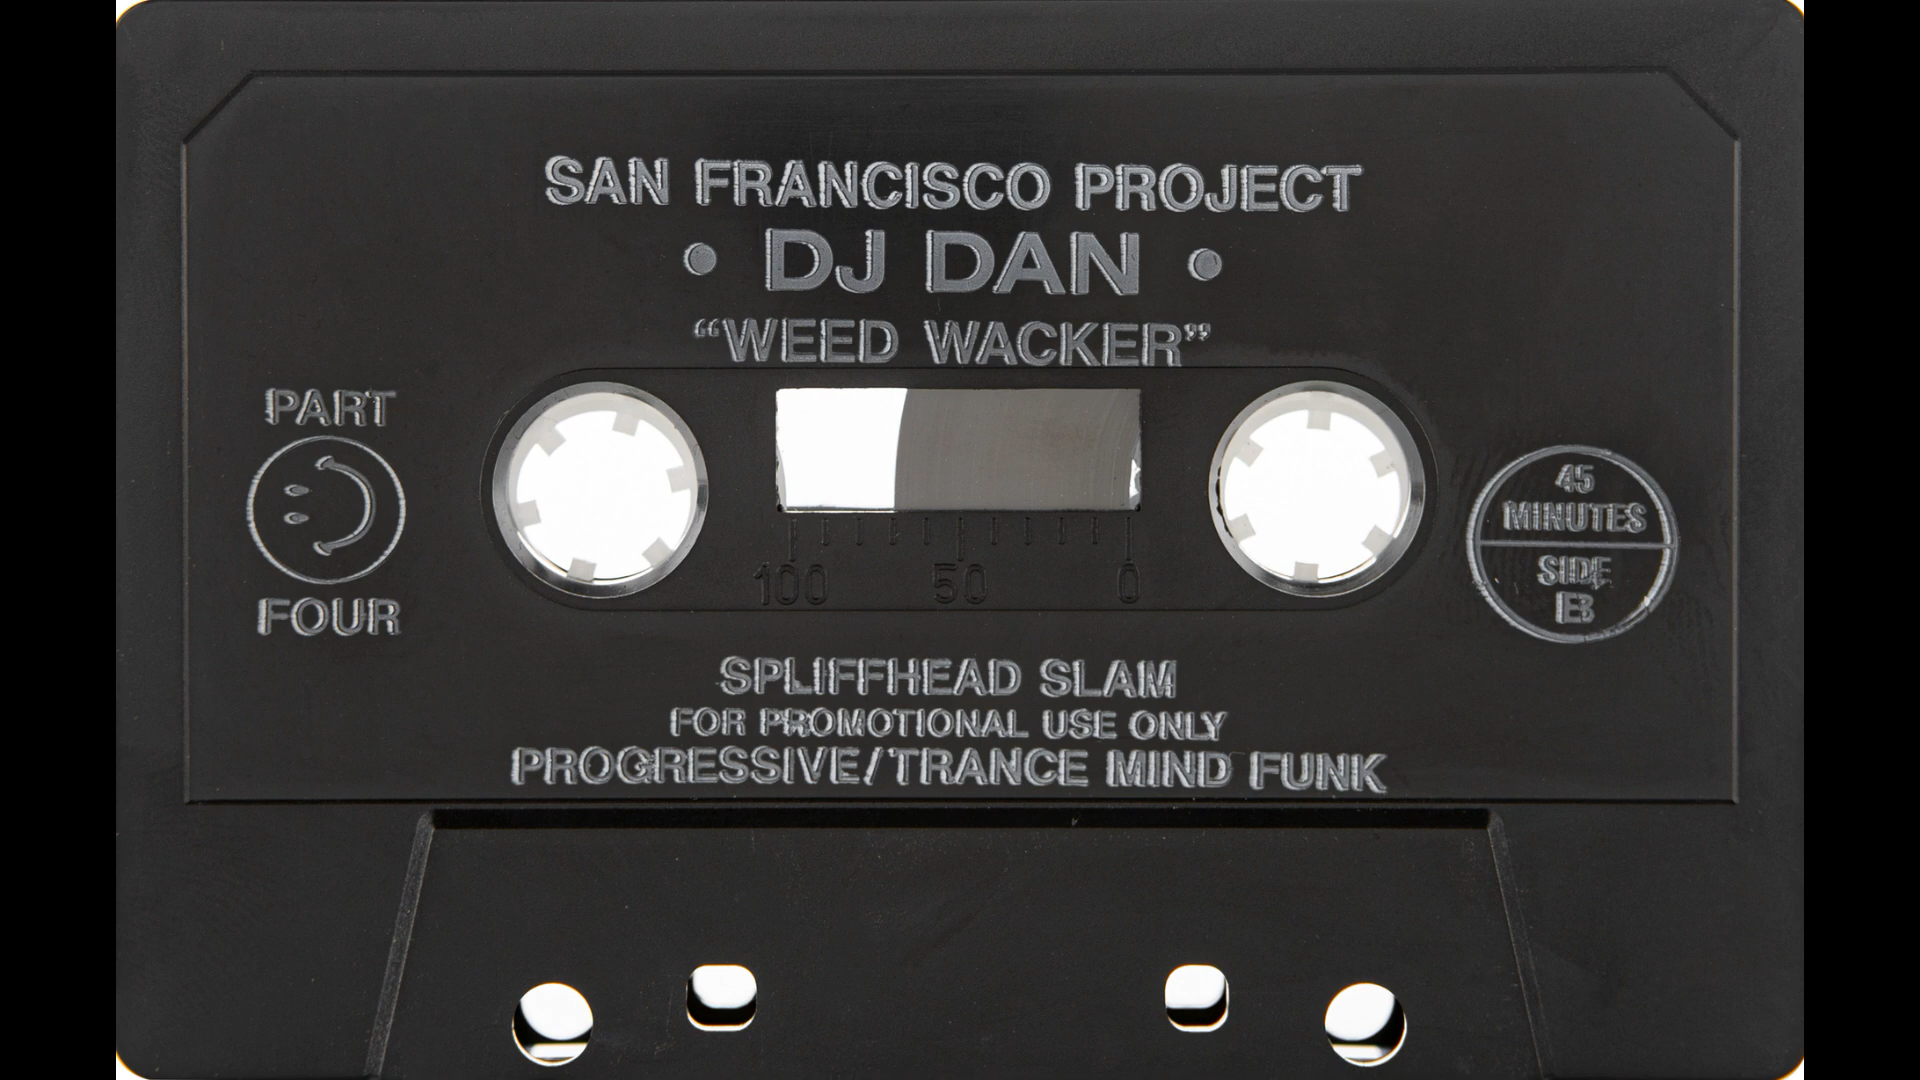 SAN FRANCISCO PROJECT
• DJ DAN •
“WEED WACKER”
PART
FOUR
45
MINUTES
SIDE
B
100 50 0
SPLIFFHEAD SLAM
FOR PROMOTIONAL USE ONLY
PROGRESSIVE/TRANCE MIND FUNK